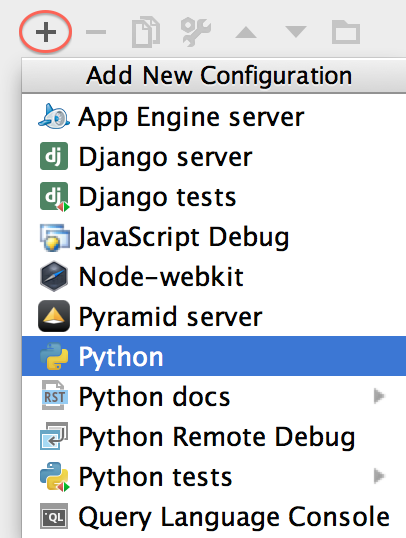 Add New Configuration
App Engine server
dj Django server
dj Django tests
JavaScript Debug
Node-webkit
Pyramid server
Python
RST Python docs
Python Remote Debug
Python tests
QL Query Language Console